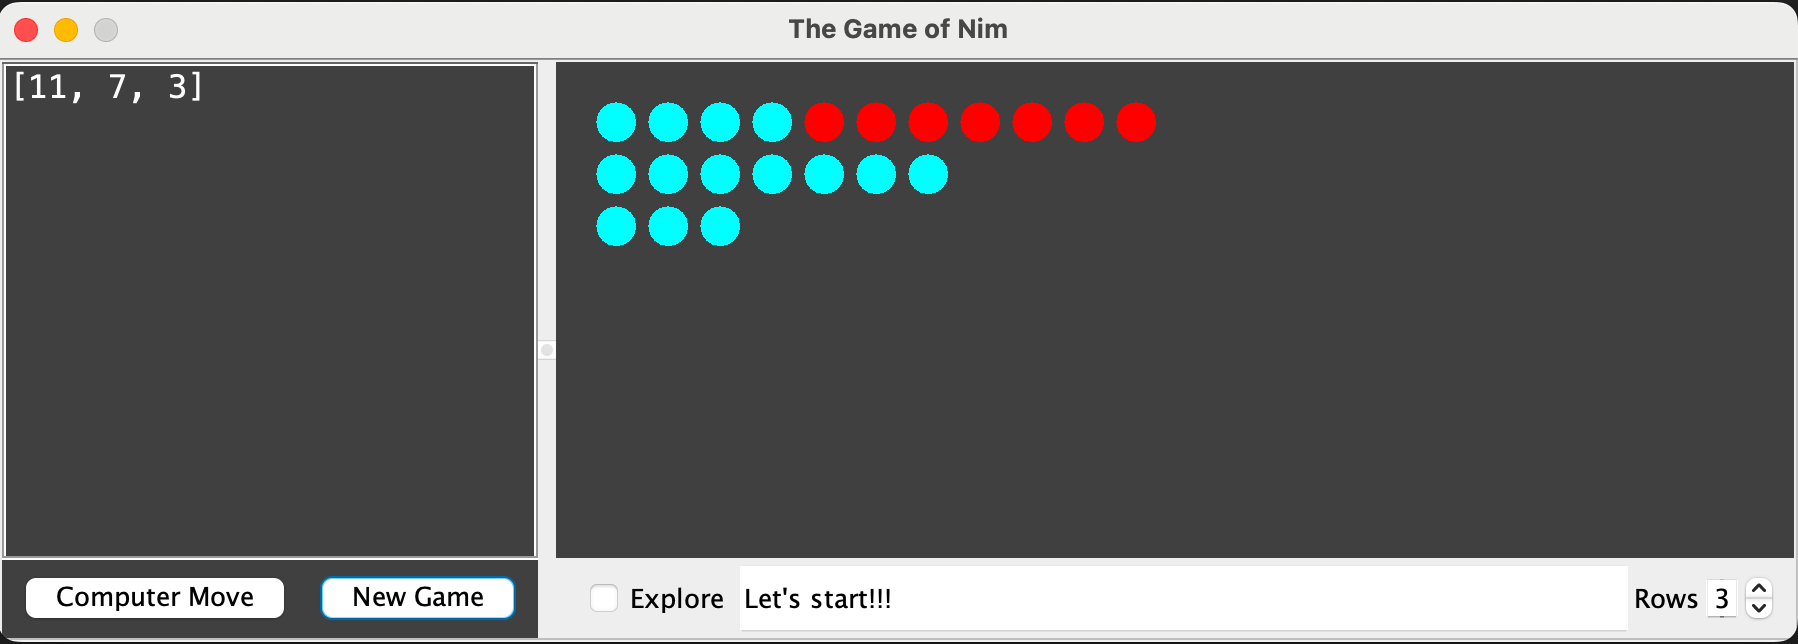 The Game of Nim
[11, 7, 3]
Computer Move
New Game
Explore
Let's start!!!
Rows 3